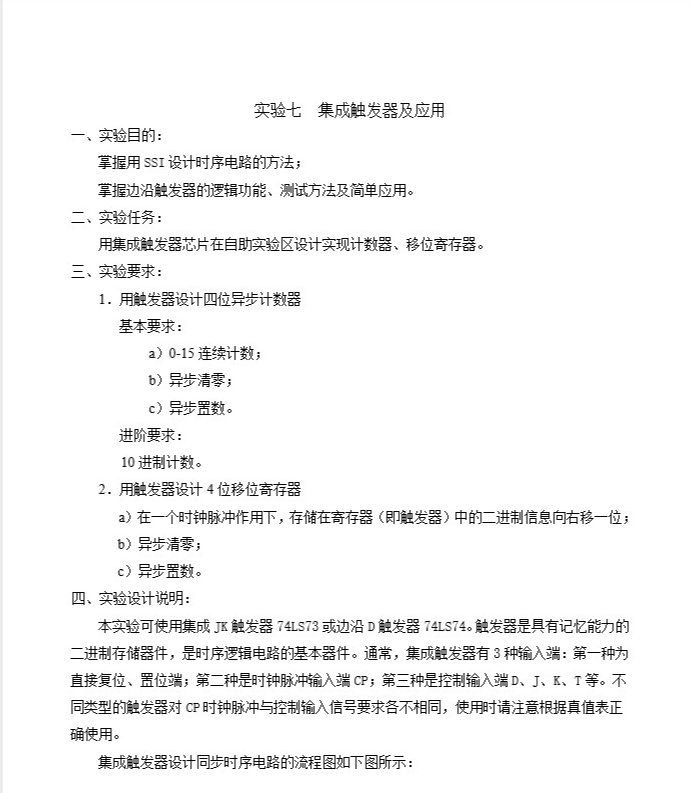 实验七 集成触发器及应用
一、实验目的：
掌握用 SSI 设计时序电路的方法；
掌握边沿触发器的逻辑功能、测试方法及简单应用。
二、实验任务：
用集成触发器芯片在自助实验区设计实现计数器、移位寄存器。
三、实验要求：
1．用触发器设计四位异步计数器
基本要求：
a）0-15 连续计数；
b）异步清零；
c）异步置数。
进阶要求：
10 进制计数。
2．用触发器设计 4 位移位寄存器
a）在一个时钟脉冲作用下，存储在寄存器（即触发器）中的二进制信息向右移一位；
b）异步清零；
c）异步置数。
四、实验设计说明：
本实验可使用集成 JK 触发器 74LS73 或边沿 D 触发器 74LS74。触发器是具有记忆能力的
二进制存储器件，是时序逻辑电路的基本器件。通常，集成触发器有 3 种输入端：第一种为
直接复位、置位端；第二种是时钟脉冲输入端 CP；第三种是控制输入端 D、J、K、T 等。不
同类型的触发器对 CP 时钟脉冲与控制输入信号要求各不相同，使用时请注意根据真值表正
确使用。
集成触发器设计同步时序电路的流程图如下图所示：